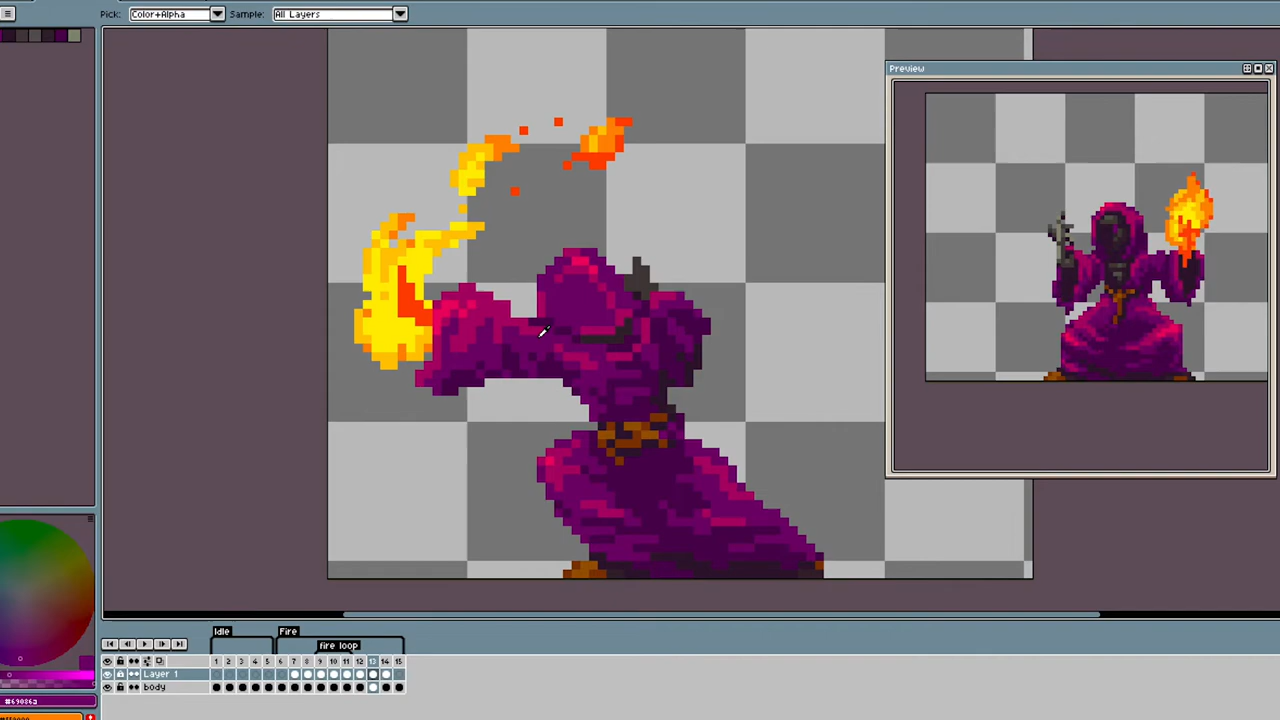 Pick: Color+Alpha Sample: All Layers
Preview
Idle Fire
fire loop
1 2 3 4 5 6 7 8 9 10 11 12 13 14 15
Layer 1
body